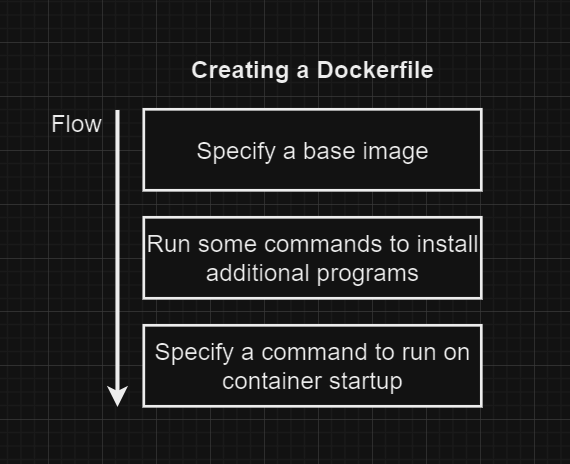 Creating a Dockerfile
Flow
Specify a base image
Run some commands to install
additional programs
Specify a command to run on
container startup